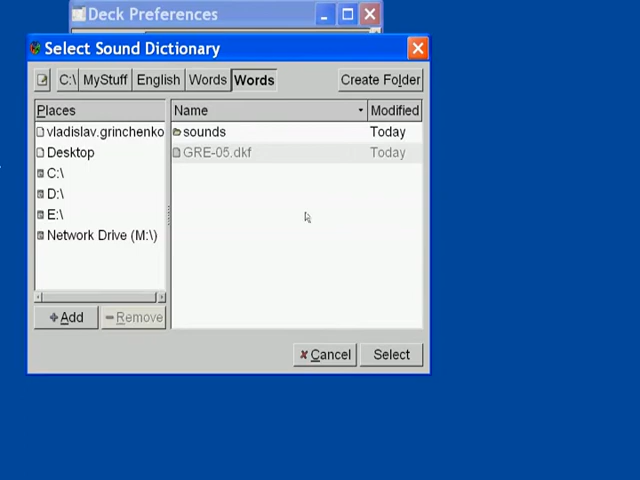 Deck Preferences
Select Sound Dictionary
C:\ MyStuff English Words Words Create Folder
Places Name Modified
vladislav.grinchenko sounds Today
Desktop GRE-05.dkf Today
C:\
D:\
E:\
Network Drive (M:\)
Add Remove
Cancel Select